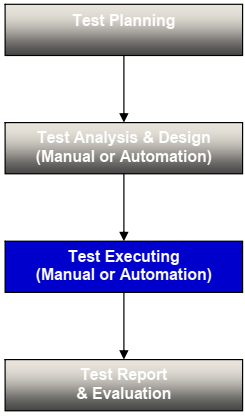 Test Planning
Test Analysis & Design
(Manual or Automation)
Test Executing
(Manual or Automation)
Test Report
& Evaluation